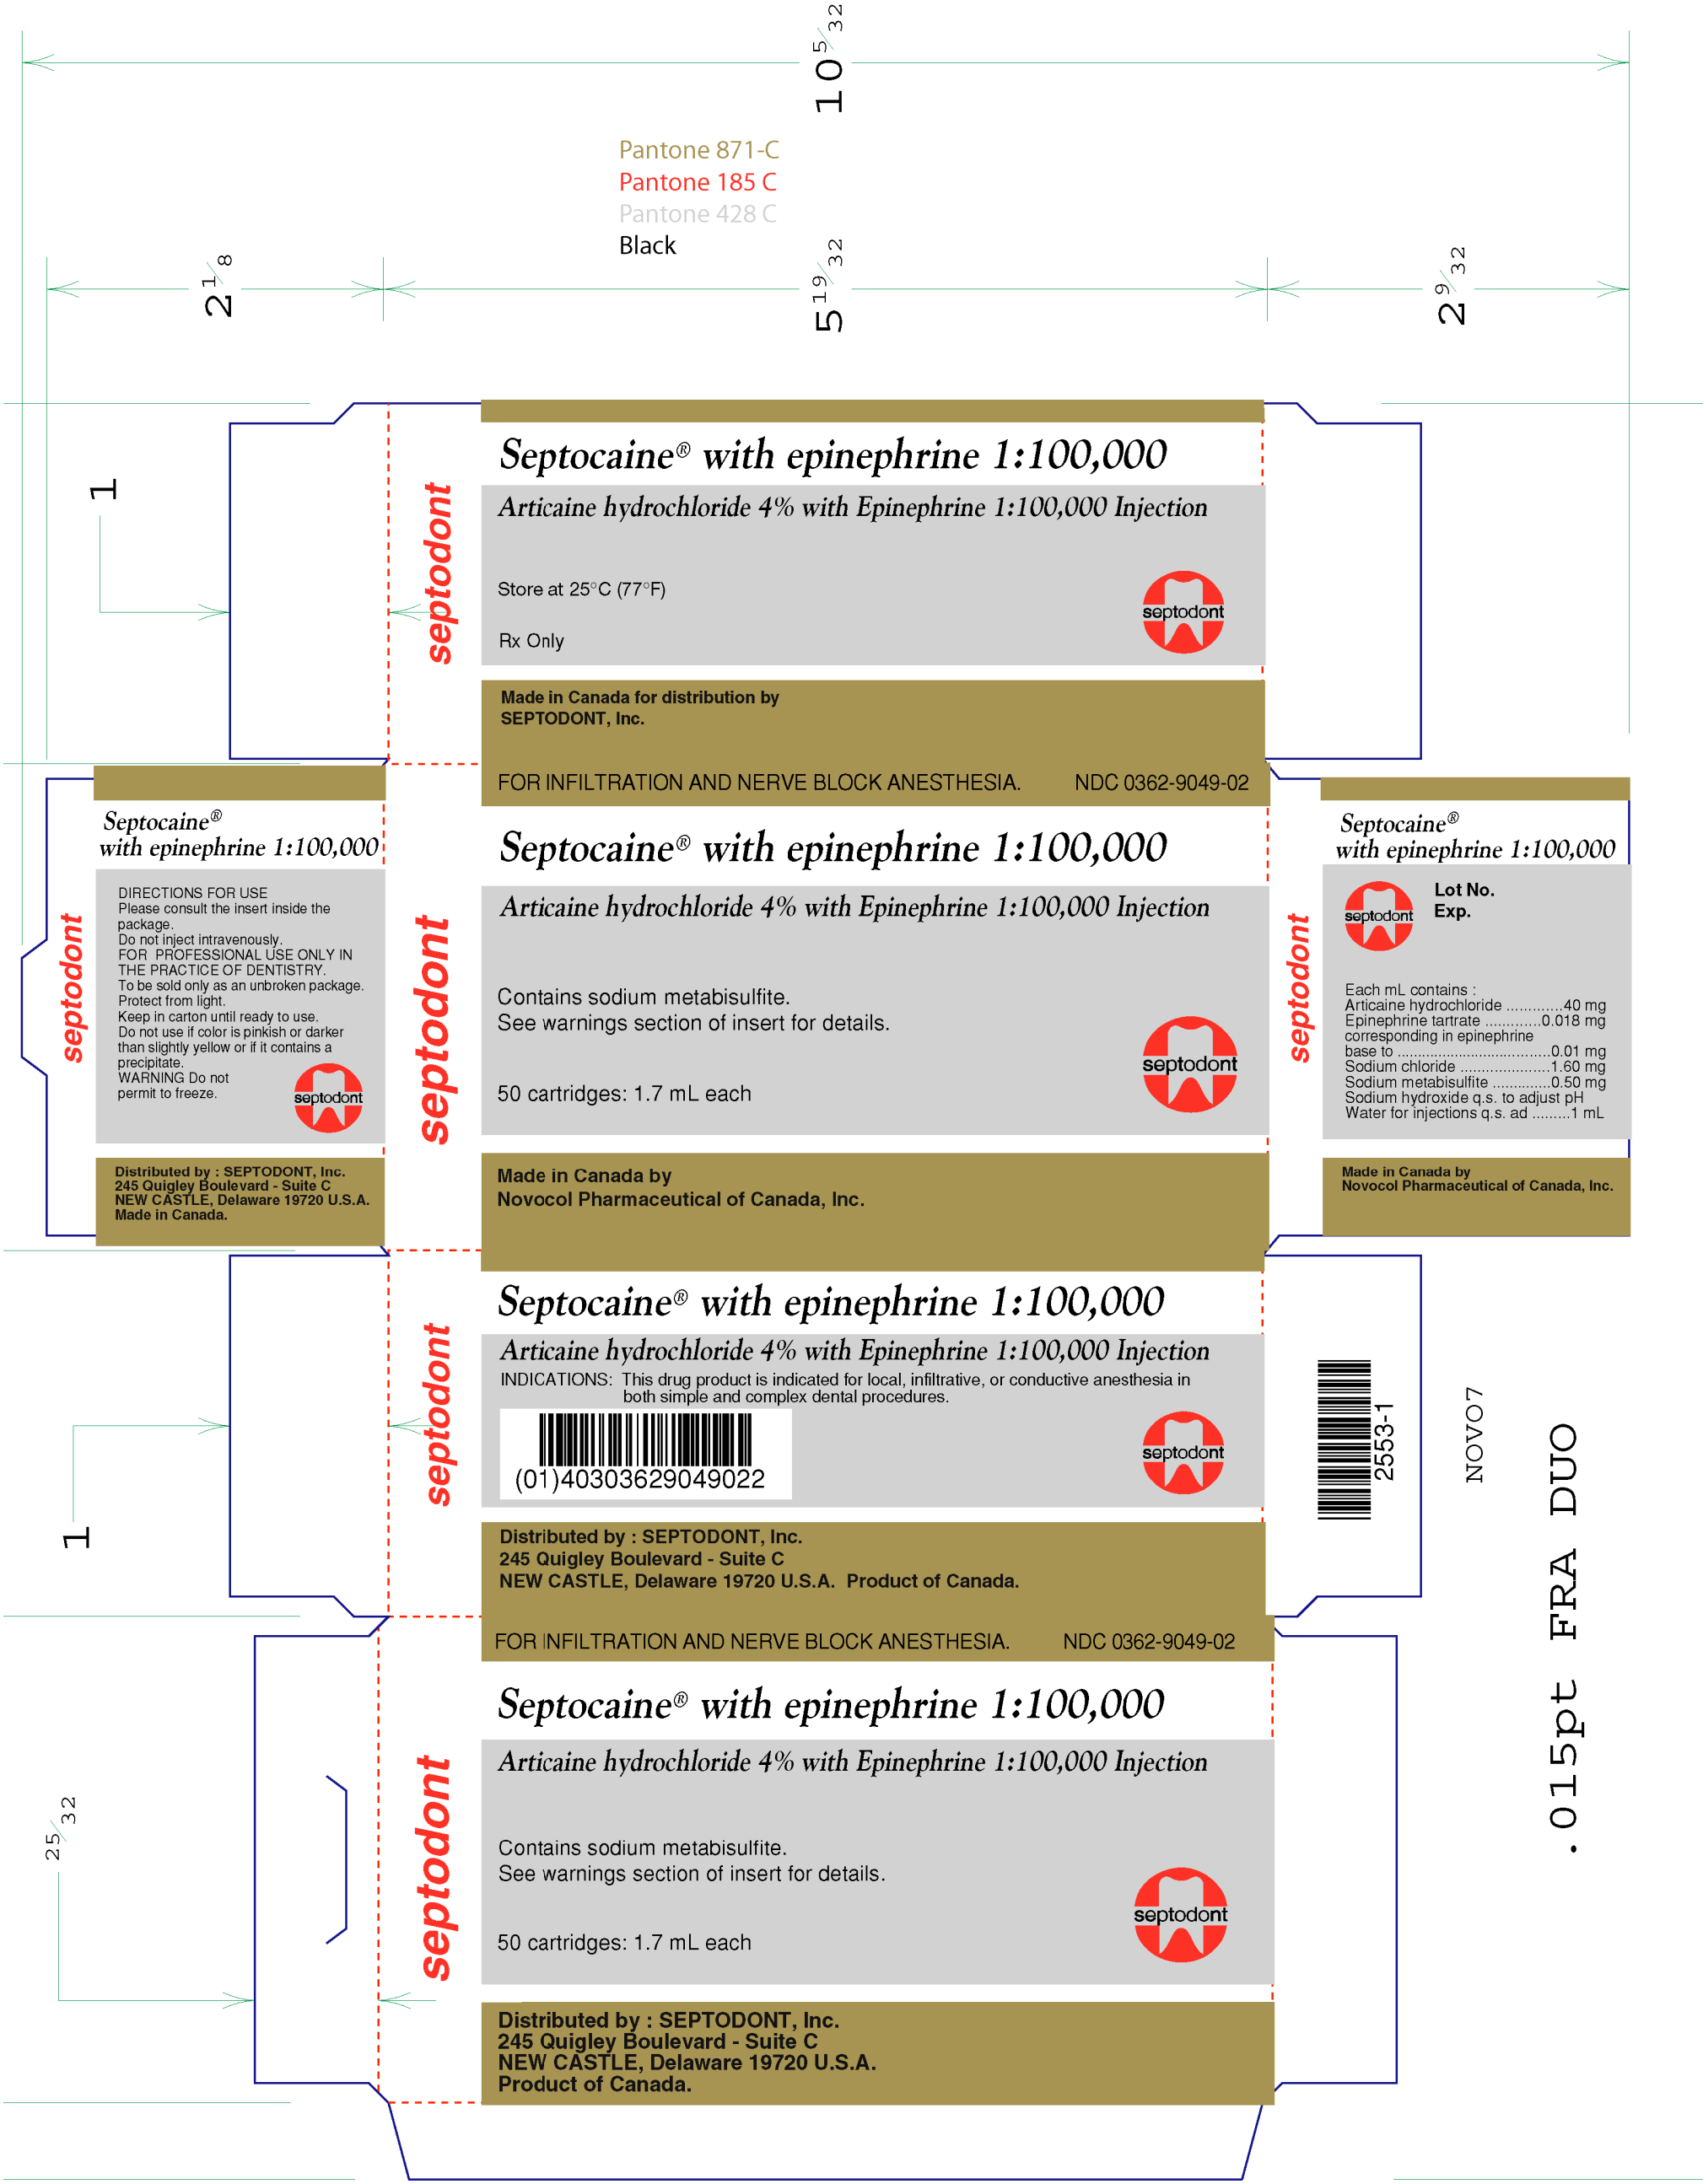 10 5/32
Pantone 871-C
Pantone 185 C
Pantone 428 C
Black
2 1/8
5 19/32
2 9/32
1
septodont
Septocaine® with epinephrine 1:100,000
Articaine hydrochloride 4% with Epinephrine 1:100,000 Injection
Store at 25°C (77°F)
Rx Only
septodont
Made in Canada for distribution by
SEPTODONT, Inc.
FOR INFILTRATION AND NERVE BLOCK ANESTHESIA. NDC 0362-9049-02
septodont
Septocaine®
with epinephrine 1:100,000
DIRECTIONS FOR USE
Please consult the insert inside the
package.
Do not inject intravenously.
FOR PROFESSIONAL USE ONLY IN
THE PRACTICE OF DENTISTRY.
To be sold only as an unbroken package.
Protect from light.
Keep in carton until ready to use.
Do not use if color is pinkish or darker
than slightly yellow or if it contains a
precipitate.
WARNING Do not
permit to freeze.
septodont
Distributed by : SEPTODONT, Inc.
245 Quigley Boulevard - Suite C
NEW CASTLE, Delaware 19720 U.S.A.
Made in Canada.
septodont
Septocaine® with epinephrine 1:100,000
Articaine hydrochloride 4% with Epinephrine 1:100,000 Injection
Contains sodium metabisulfite.
See warnings section of insert for details.
50 cartridges: 1.7 mL each
septodont
Made in Canada by
Novocol Pharmaceutical of Canada, Inc.
septodont
Septocaine®
with epinephrine 1:100,000
septodont
Lot No.
Exp.
Each mL contains :
Articaine hydrochloride ............40 mg
Epinephrine tartrate ............0.018 mg
corresponding in epinephrine
base to .....................................0.01 mg
Sodium chloride ......................1.60 mg
Sodium metabisulfite ..............0.50 mg
Sodium hydroxide q.s. to adjust pH
Water for injections q.s. ad .........1 mL
Made in Canada by
Novocol Pharmaceutical of Canada, Inc.
1
septodont
Septocaine® with epinephrine 1:100,000
Articaine hydrochloride 4% with Epinephrine 1:100,000 Injection
INDICATIONS: This drug product is indicated for local, infiltrative, or conductive anesthesia in
both simple and complex dental procedures.
(01)40303629049022
septodont
Distributed by : SEPTODONT, Inc.
245 Quigley Boulevard - Suite C
NEW CASTLE, Delaware 19720 U.S.A. Product of Canada.
2553-1
NOVO7
.015pt FRA DUO
FOR INFILTRATION AND NERVE BLOCK ANESTHESIA. NDC 0362-9049-02
25/32
septodont
Septocaine® with epinephrine 1:100,000
Articaine hydrochloride 4% with Epinephrine 1:100,000 Injection
Contains sodium metabisulfite.
See warnings section of insert for details.
50 cartridges: 1.7 mL each
septodont
Distributed by : SEPTODONT, Inc.
245 Quigley Boulevard - Suite C
NEW CASTLE, Delaware 19720 U.S.A.
Product of Canada.